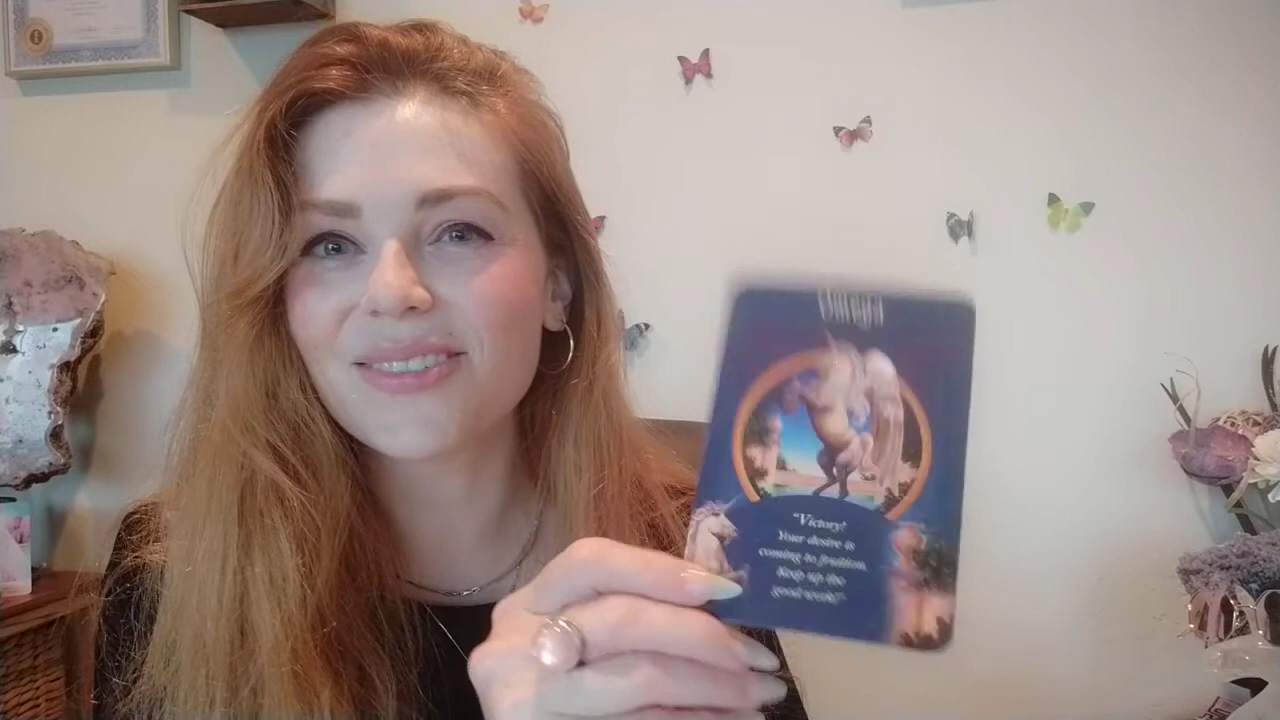 "Victory!
Your desire is
coming to fruition.
Keep up the
good work!"